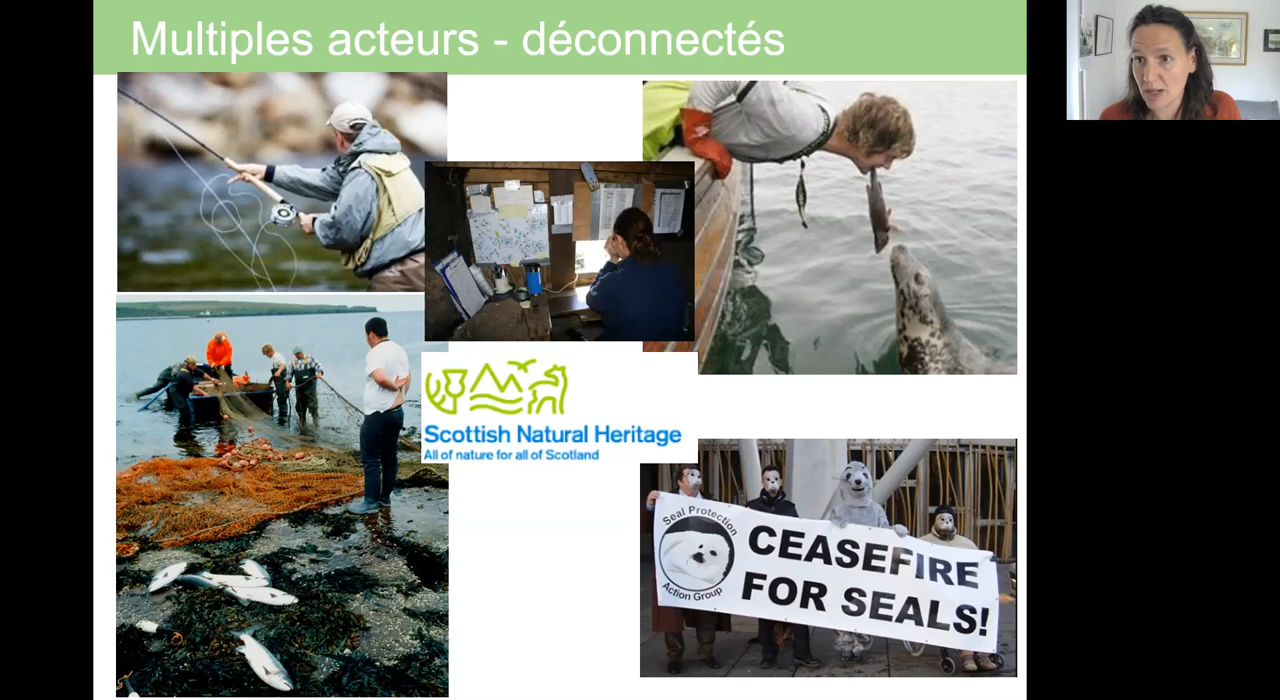 Multiples acteurs - déconnectés
Scottish Natural Heritage
All of nature for all of Scotland
Seal Protection
Action Group
CEASEFIRE
FOR SEALS!